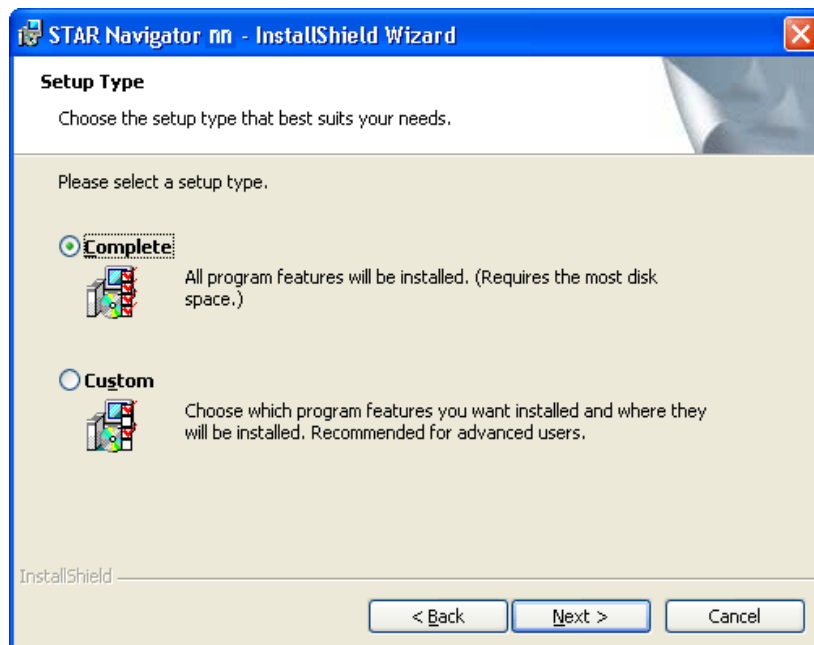 STAR Navigator nn - InstallShield Wizard
Setup Type
Choose the setup type that best suits your needs.
Please select a setup type.
Complete
All program features will be installed. (Requires the most disk
space.)
Custom
Choose which program features you want installed and where they
will be installed. Recommended for advanced users.
InstallShield
< Back
Next >
Cancel